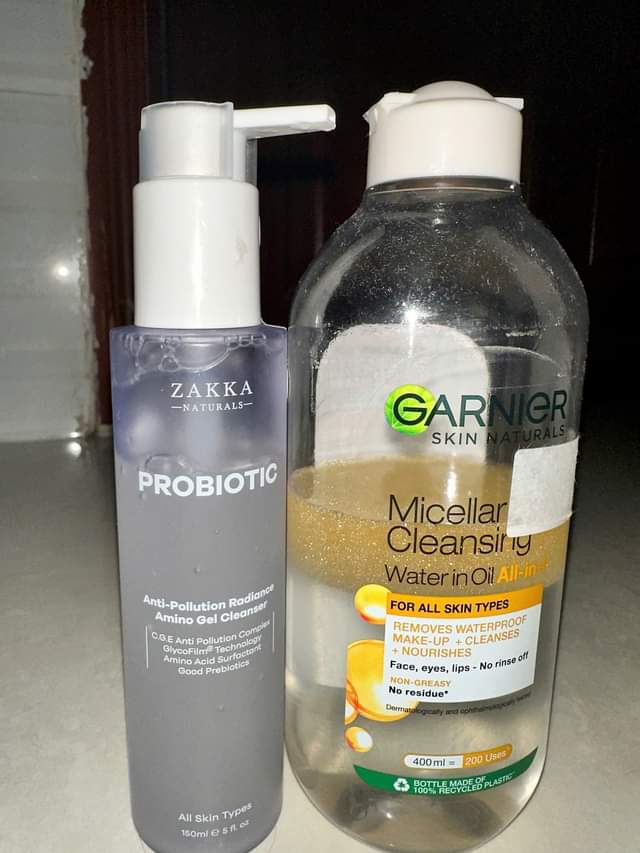 ZAKKA
NATURALS
PROBIOTIC
Anti-Pollution Radiance
Amino Gel Cleanser
C.G.E Anti Pollution Complex
GlycoFilm® Technology
Amino Acid Surfactant
Good Prebiotics
All Skin Types
150ml ℮ 5 fl. oz
GARNIER
SKIN NATURALS
Micellar
Cleansing
Water in Oil All-in-
FOR ALL SKIN TYPES
REMOVES WATERPROOF
MAKE-UP + CLEANSES
+ NOURISHES
Face, eyes, lips - No rinse off
NON-GREASY
No residue*
Dermatologically and ophthalmologically tested
400ml = 200 Uses*
BOTTLE MADE OF
100% RECYCLED PLASTIC*